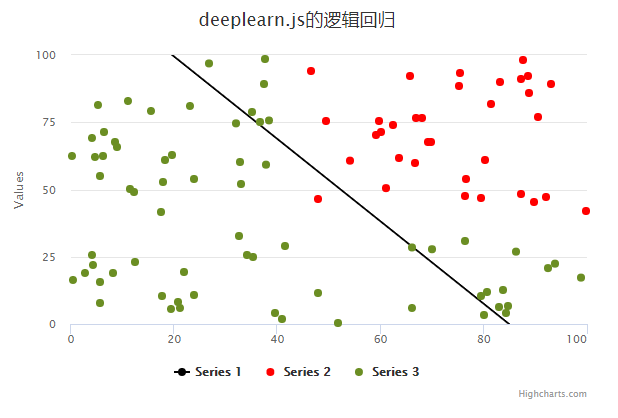 deeplearn.js的逻辑回归
Values
100
75
50
25
0
0 20 40 60 80 100
Series 1 Series 2 Series 3
Highcharts.com